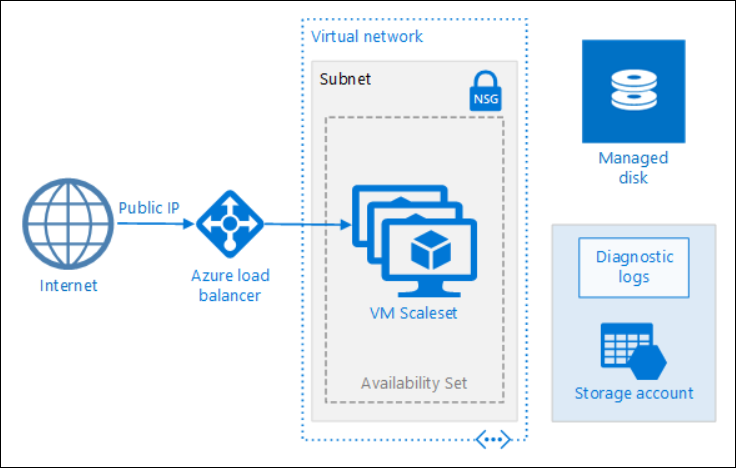 Virtual network
Subnet
NSG
Managed
disk
Public IP
Internet
Azure load
balancer
VM Scaleset
Availability Set
Diagnostic
logs
Storage account